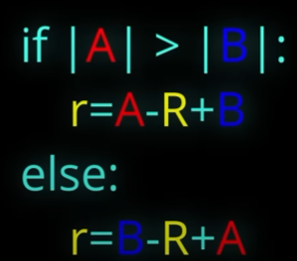 if |A| > |B|:
r=A-R+B
else:
r=B-R+A